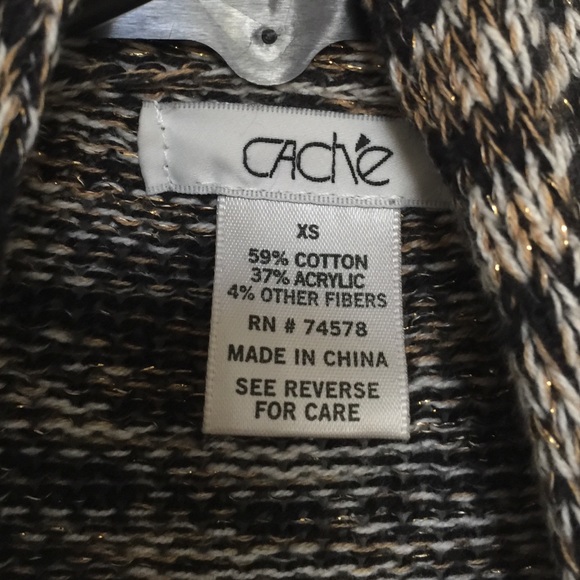 CACHÉ
XS
59% COTTON
37% ACRYLIC
4% OTHER FIBERS
RN # 74578
MADE IN CHINA
SEE REVERSE
FOR CARE